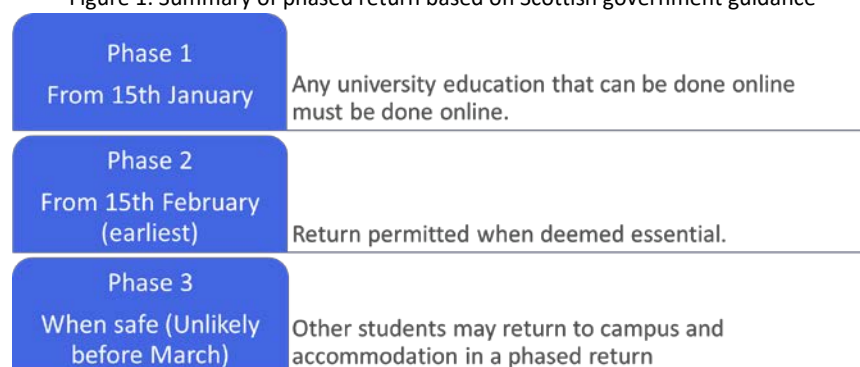 Figure 1. Summary of phased return based on Scottish government guidance
Phase 1
From 15th January
Any university education that can be done online
must be done online.
Phase 2
From 15th February
(earliest)
Return permitted when deemed essential.
Phase 3
When safe (Unlikely
before March)
Other students may return to campus and
accommodation in a phased return